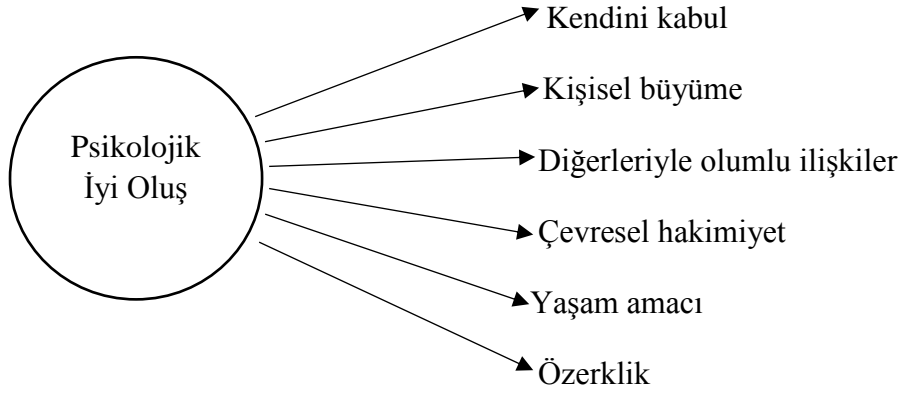 Kendini kabul
Kişisel büyüme
Psikolojik
İyi Oluş
Diğerleriyle olumlu ilişkiler
Çevresel hakimiyet
Yaşam amacı
Özerklik